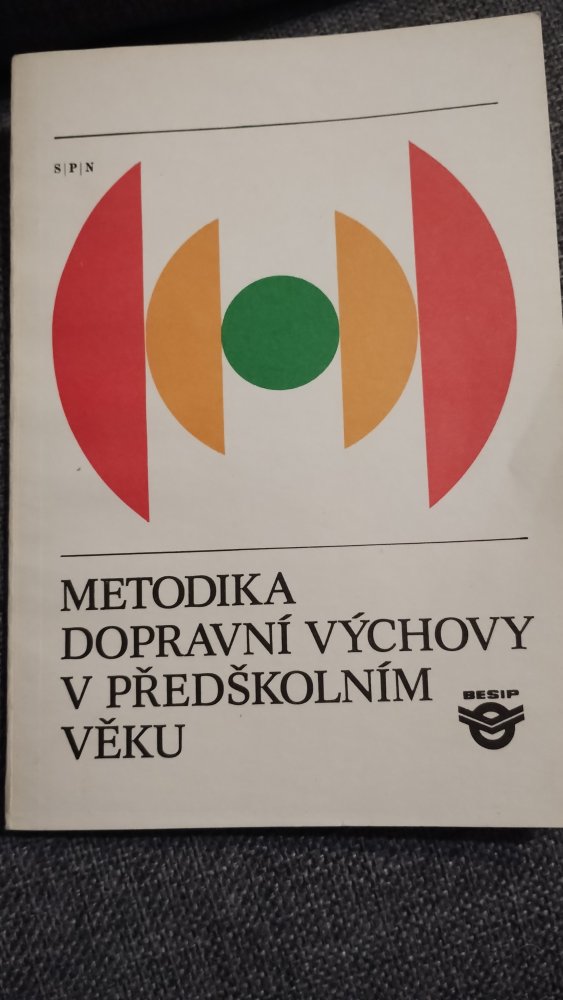 S|P|N
METODIKA
DOPRAVNÍ VÝCHOVY
V PŘEDŠKOLNÍM
VĚKU
BESIP